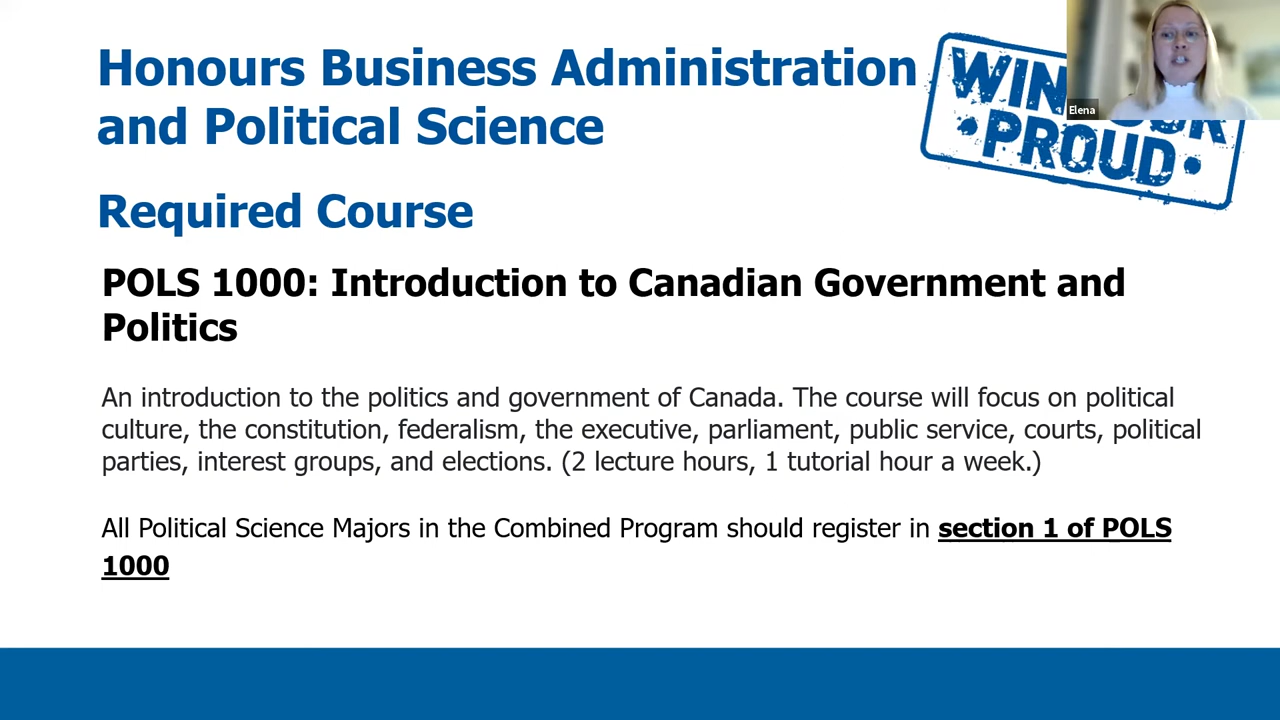 Honours Business Administration
and Political Science
Elena
PROUD
Required Course
POLS 1000: Introduction to Canadian Government and
Politics
An introduction to the politics and government of Canada. The course will focus on political
culture, the constitution, federalism, the executive, parliament, public service, courts, political
parties, interest groups, and elections. (2 lecture hours, 1 tutorial hour a week.)
All Political Science Majors in the Combined Program should register in section 1 of POLS
1000